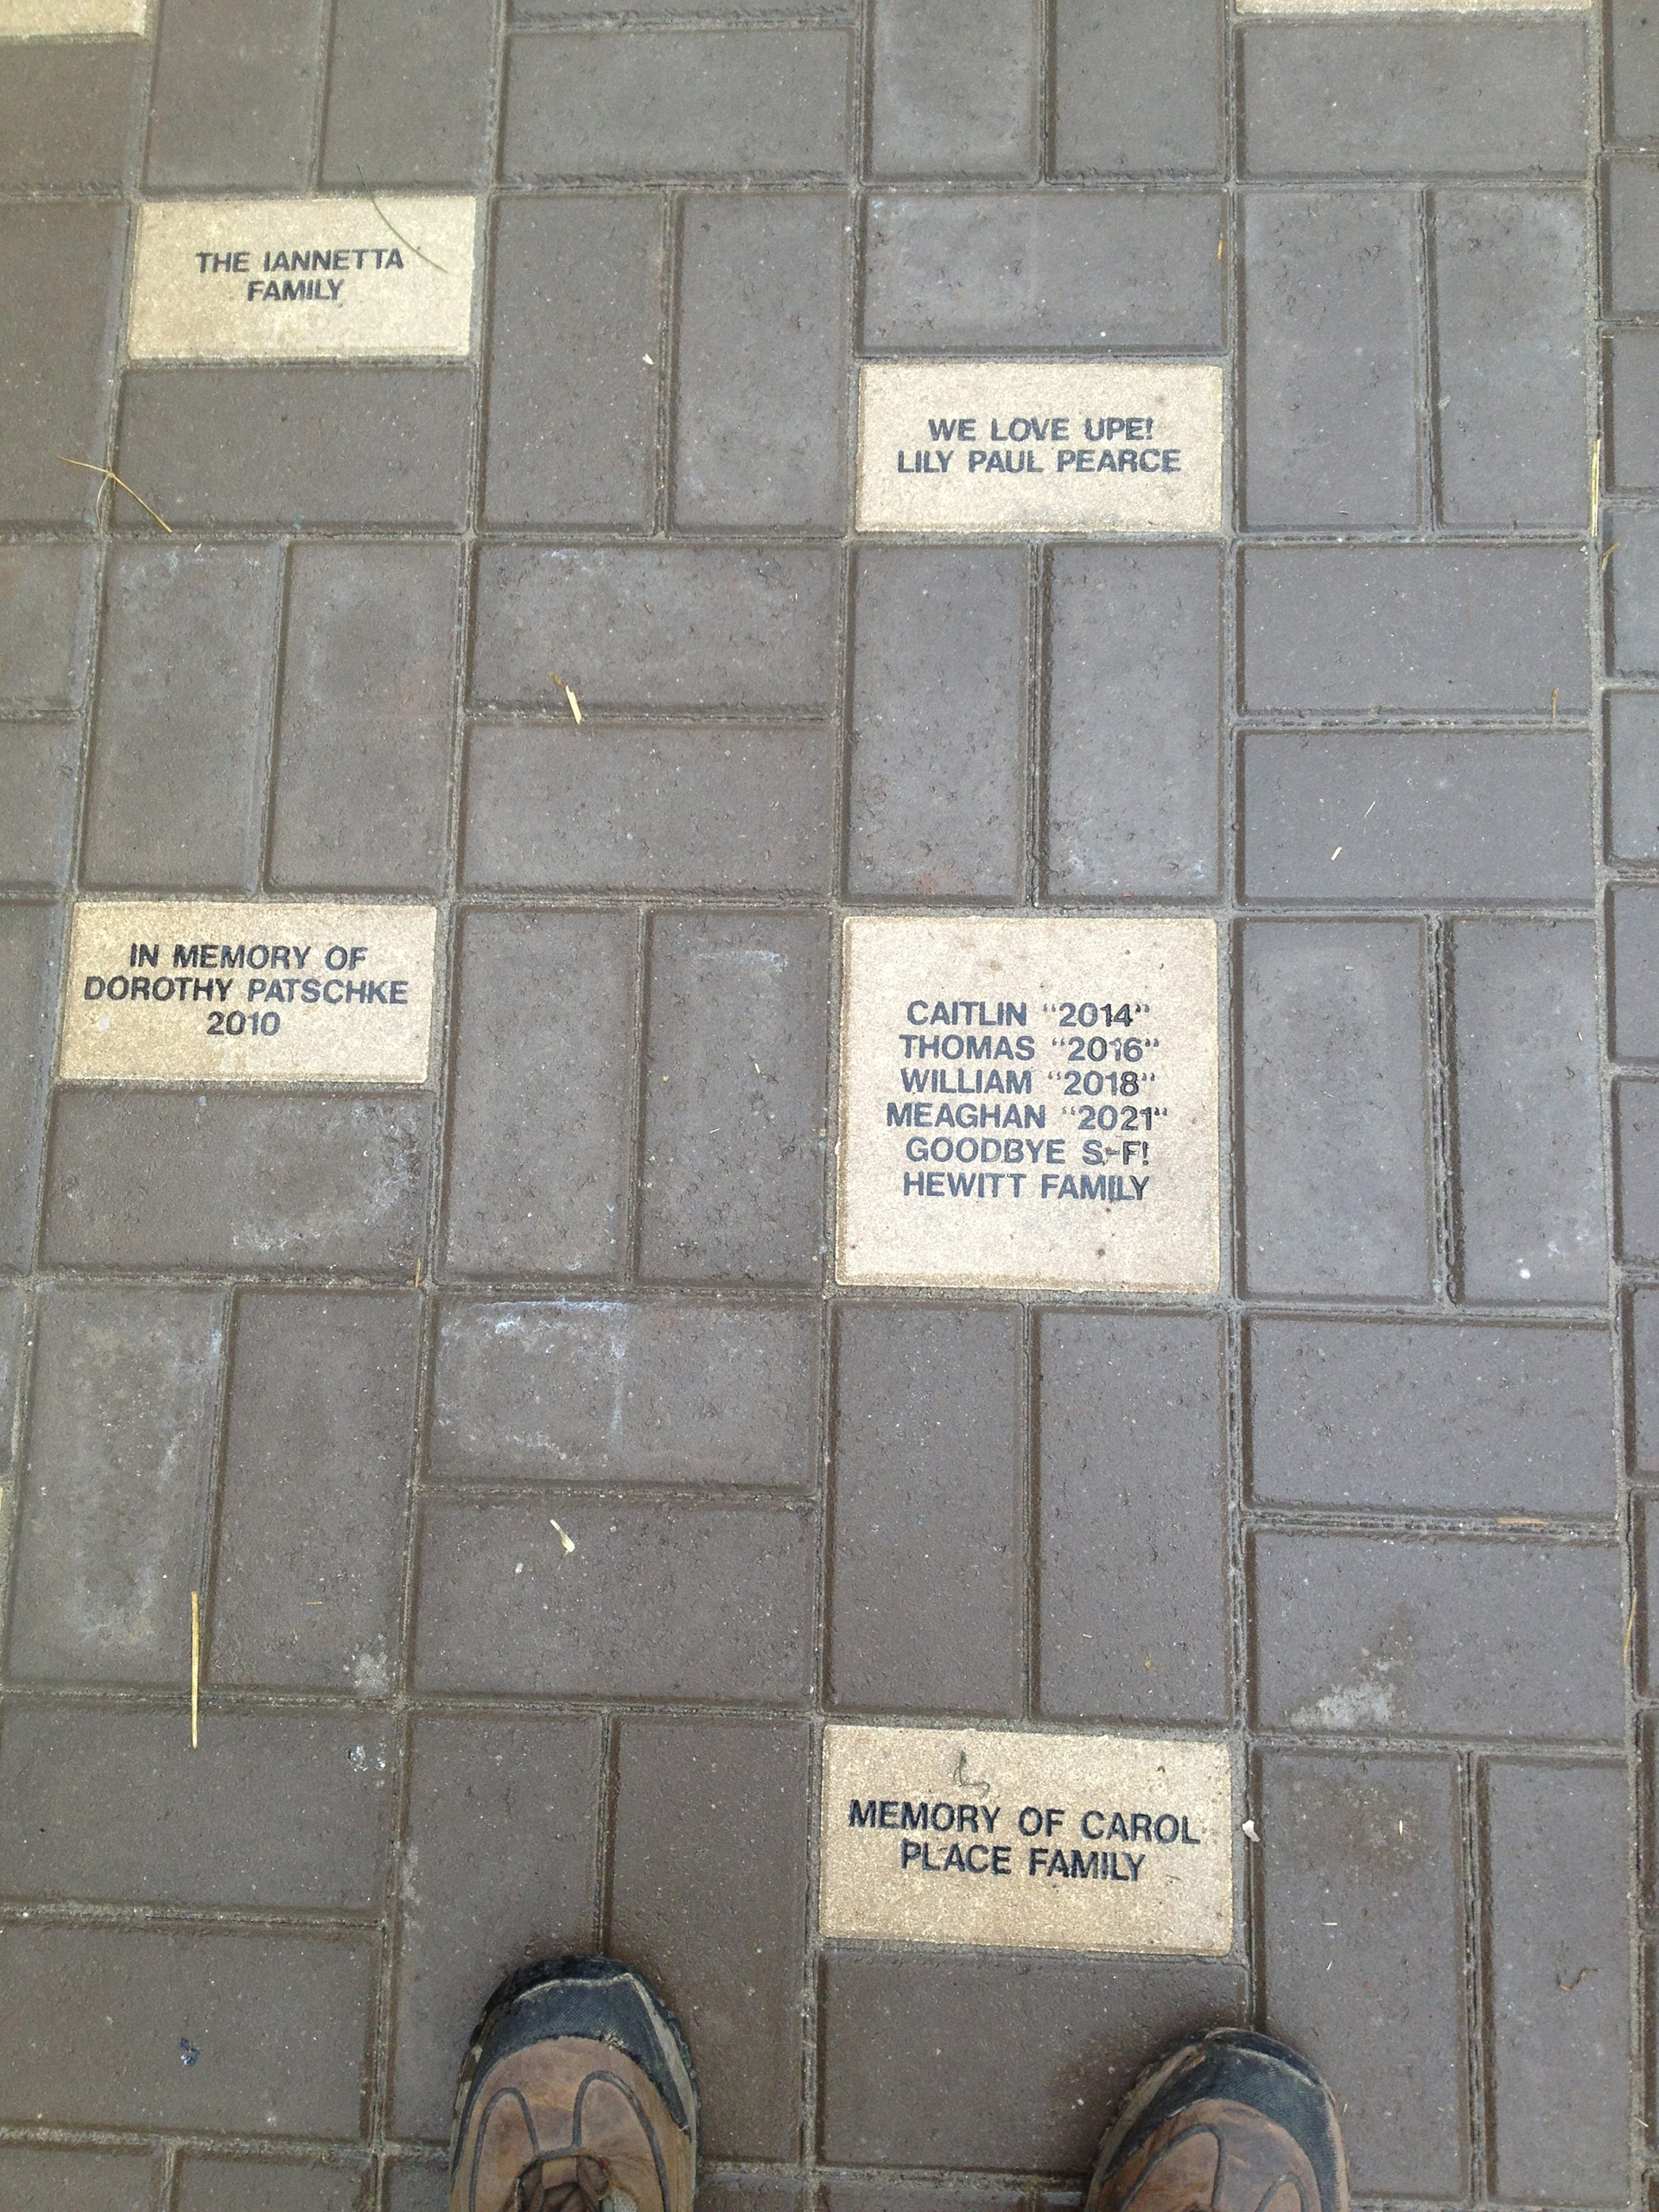 THE IANNETTA
FAMILY
WE LOVE UPE!
LILY PAUL PEARCE
IN MEMORY OF
DOROTHY PATSCHKE
2010
CAITLIN "2014"
THOMAS "2016"
WILLIAM "2018"
MEAGHAN "2021"
GOODBYE S-F!
HEWITT FAMILY
MEMORY OF CAROL
PLACE FAMILY